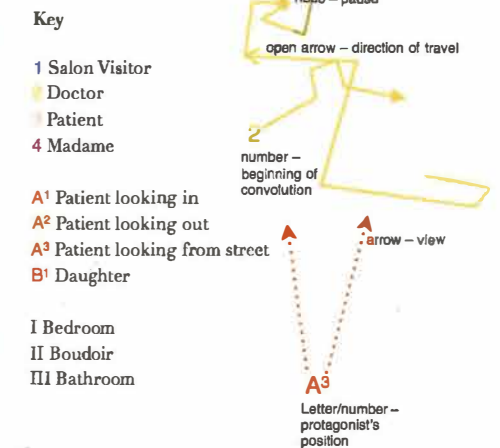 Key
1 Salon Visitor
Doctor
Patient
4 Madame
A¹ Patient looking in
A² Patient looking out
A³ Patient looking from street
B¹ Daughter
I Bedroom
II Boudoir
III Bathroom
open arrow – direction of travel
2
number –
beginning of
convolution
arrow – view
A³
Letter/number –
protagonist's
position